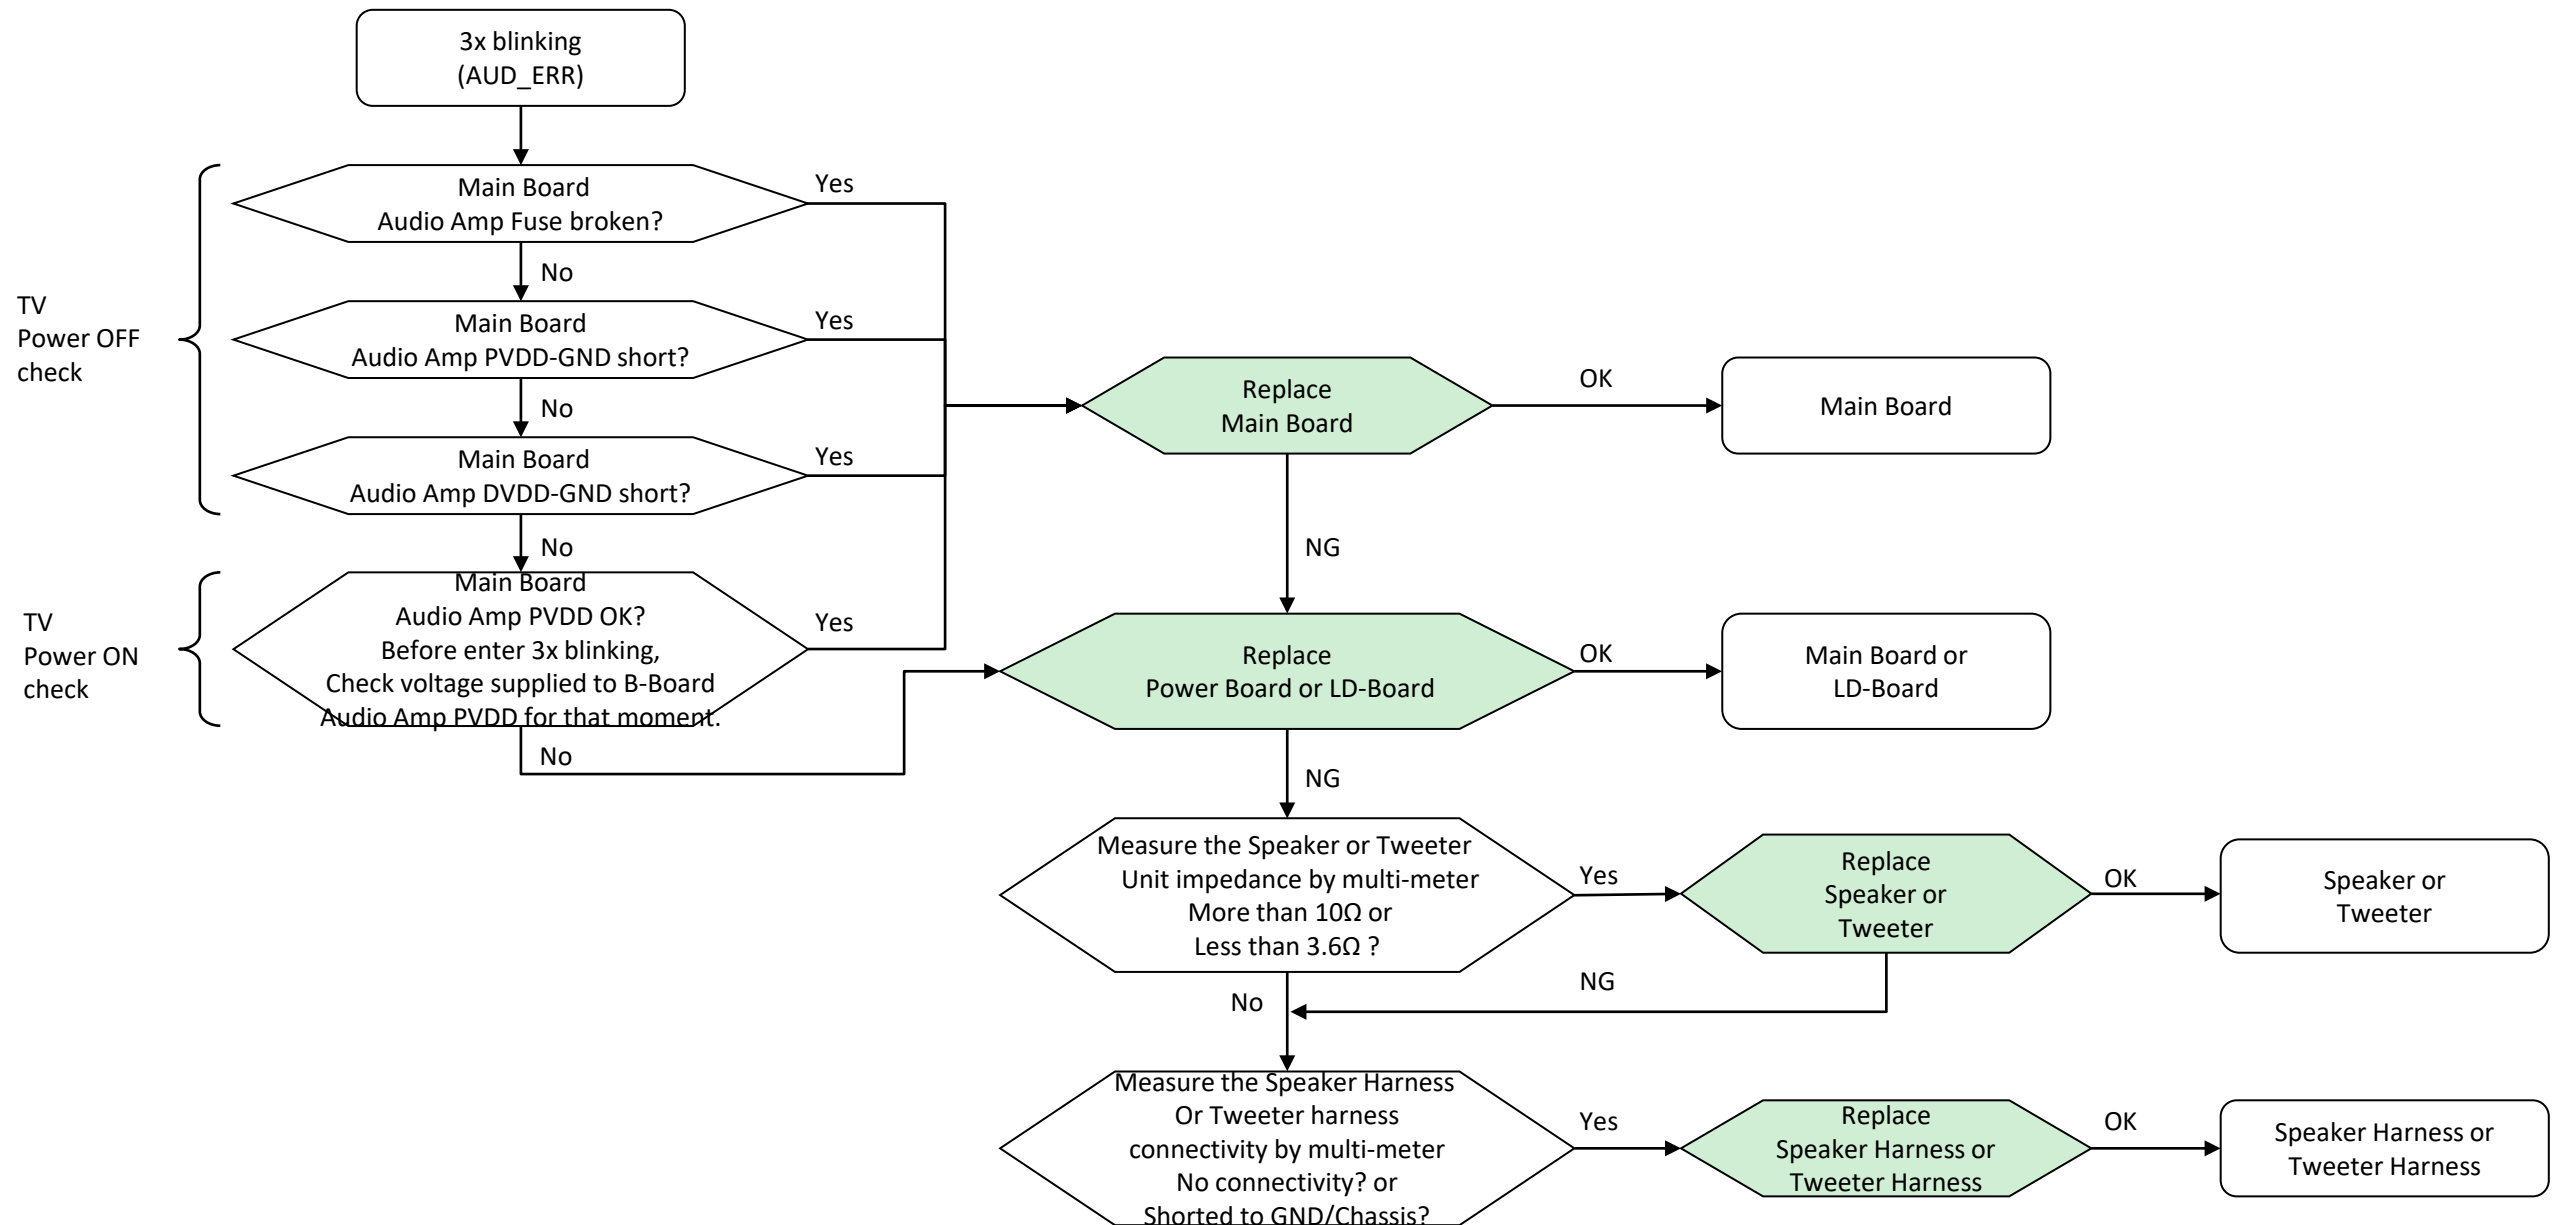 3x blinking
(AUD_ERR)
Main Board
Audio Amp Fuse broken?
Yes
No
TV
Power OFF
check
Main Board
Audio Amp PVDD-GND short?
Yes
No
Main Board
Audio Amp DVDD-GND short?
Yes
No
Replace
Main Board
OK
Main Board
NG
TV
Power ON
check
Main Board
Audio Amp PVDD OK?
Before enter 3x blinking,
Check voltage supplied to B-Board
Audio Amp PVDD for that moment.
Yes
No
Replace
Power Board or LD-Board
OK
Main Board or
LD-Board
NG
Measure the Speaker or Tweeter
Unit impedance by multi-meter
More than 10Ω or
Less than 3.6Ω ?
Yes
Replace
Speaker or
Tweeter
OK
Speaker or
Tweeter
NG
No
Measure the Speaker Harness
Or Tweeter harness
connectivity by multi-meter
No connectivity? or
Shorted to GND/Chassis?
Yes
Replace
Speaker Harness or
Tweeter Harness
OK
Speaker Harness or
Tweeter Harness